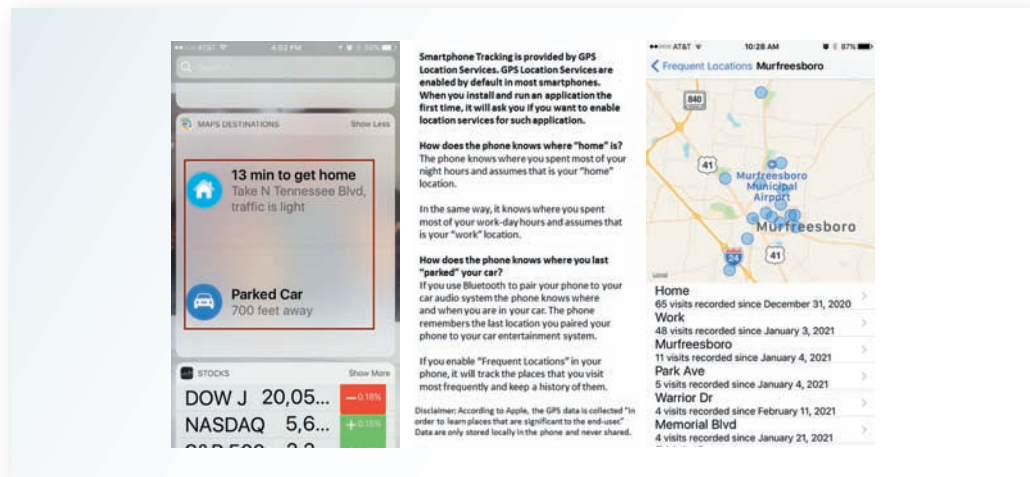 AT&T 4:02 PM 50%
Search
MAPS DESTINATIONS Show Less
13 min to get home
Take N Tennessee Blvd,
traffic is light
Parked Car
700 feet away
STOCKS Show More
DOW J 20,05... −0.18%
NASDAQ 5,6... +0.15%
Smartphone Tracking is provided by GPS
Location Services. GPS Location Services are
enabled by default in most smartphones.
When you install and run an application the
first time, it will ask you if you want to enable
location services for such application.
How does the phone knows where “home” is?
The phone knows where you spent most of your
night hours and assumes that is your “home”
location.
In the same way, it knows where you spent
most of your work-day hours and assumes that
is your “work” location.
How does the phone knows where you last
“parked” your car?
If you use Bluetooth to pair your phone to your
car audio system the phone knows where
and when you are in your car. The phone
remembers the last location you paired your
phone to your car entertainment system.
If you enable “Frequent Locations” in your
phone, it will track the places that you visit
most frequently and keep a history of them.
Disclaimer: According to Apple, the GPS data is collected “in
order to learn places that are significant to the end-user.”
Data are only stored locally in the phone and never shared.
AT&T 10:28 AM 87%
Frequent Locations Murfreesboro
840
41
Murfreesboro
Municipal
Airport
Murfreesboro
24
41
Legal
Home
65 visits recorded since December 31, 2020
Work
48 visits recorded since January 3, 2021
Murfreesboro
11 visits recorded since January 4, 2021
Park Ave
5 visits recorded since January 4, 2021
Warrior Dr
4 visits recorded since February 11, 2021
Memorial Blvd
4 visits recorded since January 21, 2021